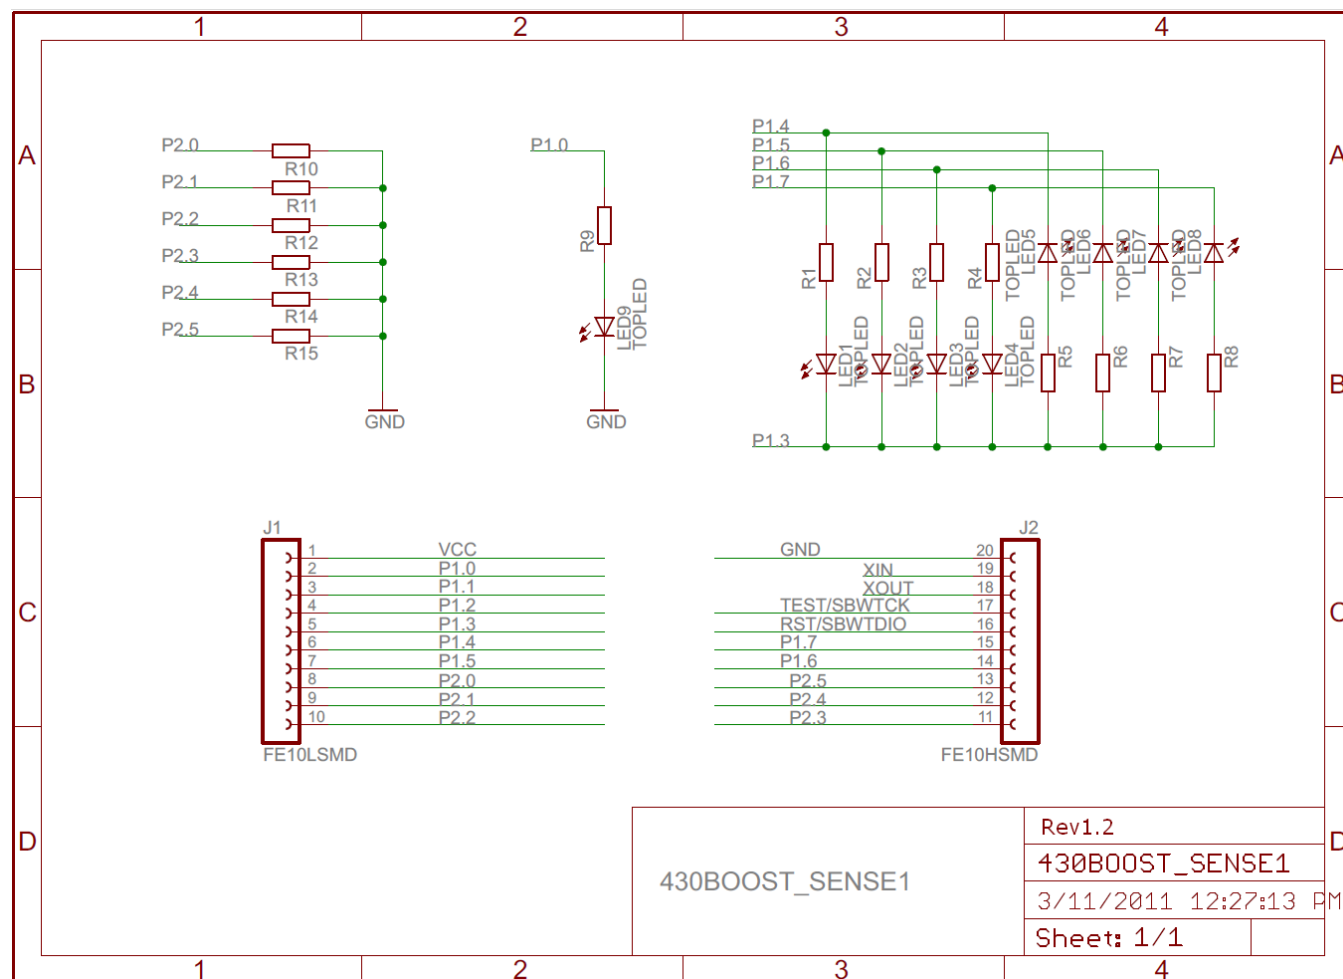 1 2 3 4
A A
P2.0
R10
P2.1
R11
P2.2
R12
P2.3
R13
P2.4
R14
P2.5
R15
GND
P1.0
R9
LED9
TOPLED
GND
P1.4
P1.5
P1.6
P1.7
R1
R2
R3
R4
TOPLED
LED5
TOPLED
LED6
TOPLED
LED7
TOPLED
LED8
LED1
TOPLED
LED2
TOPLED
LED3
TOPLED
LED4
TOPLED
R5
R6
R7
R8
P1.3
B B
J1
1 VCC
2 P1.0
3 P1.1
4 P1.2
5 P1.3
6 P1.4
7 P1.5
8 P2.0
9 P2.1
10 P2.2
FE10LSMD
J2
GND 20
XIN 19
XOUT 18
TEST/SBWTCK 17
RST/SBWTDIO 16
P1.7 15
P1.6 14
P2.5 13
P2.4 12
P2.3 11
FE10HSMD
C C
D D
430BOOST_SENSE1
Rev1.2
430BOOST_SENSE1
3/11/2011 12:27:13 PM
Sheet: 1/1
1 2 3 4